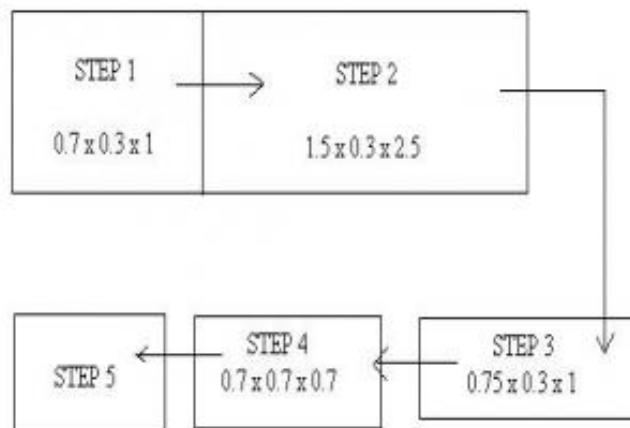 STEP 1
0.7 x 0.3 x 1
STEP 2
1.5 x 0.3 x 2.5
STEP 3
0.75 x 0.3 x 1
STEP 4
0.7 x 0.7 x 0.7
STEP 5